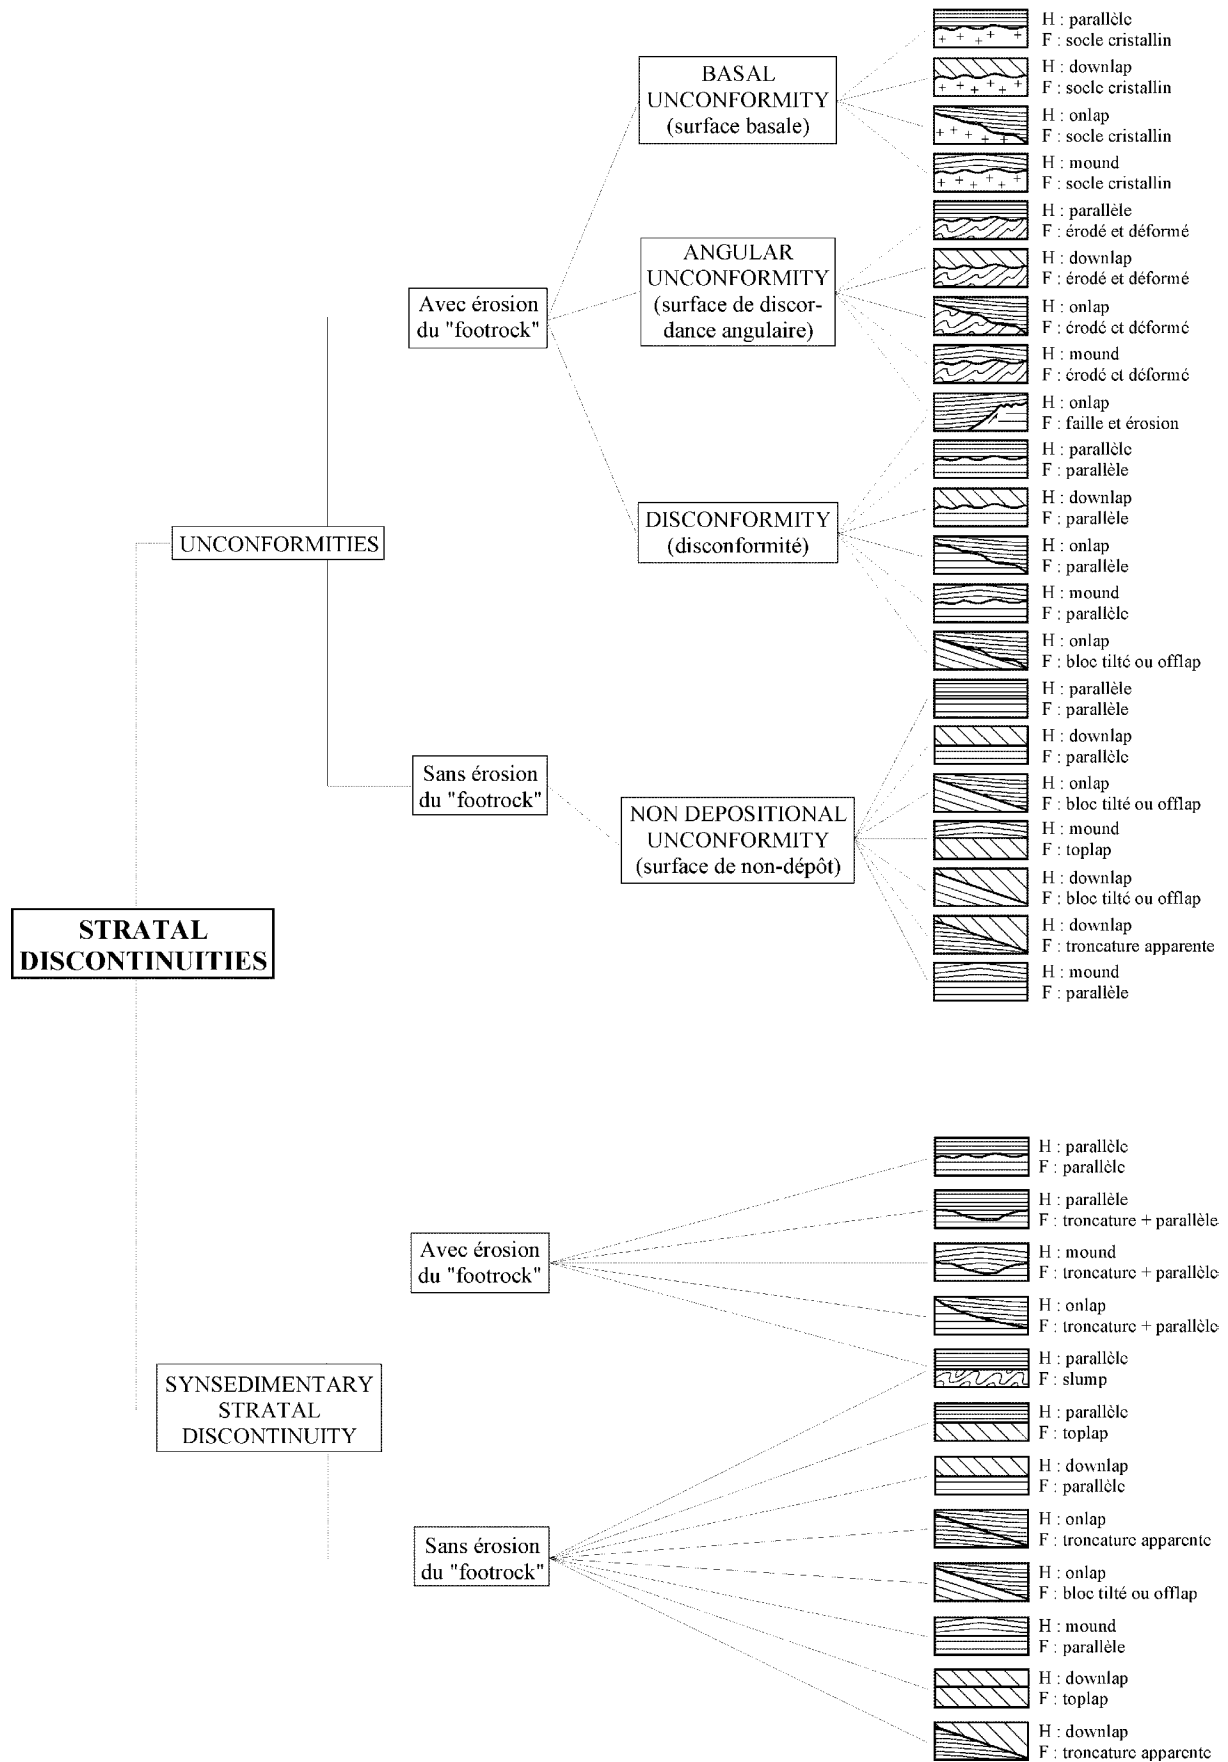 STRATAL
DISCONTINUITIES
UNCONFORMITIES
Avec érosion
du "footrock"
BASAL
UNCONFORMITY
(surface basale)
H : parallèle
F : socle cristallin
H : downlap
F : socle cristallin
H : onlap
F : socle cristallin
H : mound
F : socle cristallin
ANGULAR
UNCONFORMITY
(surface de discor-
dance angulaire)
H : parallèle
F : érodé et déformé
H : downlap
F : érodé et déformé
H : onlap
F : érodé et déformé
H : mound
F : érodé et déformé
H : onlap
F : faille et érosion
DISCONFORMITY
(disconformité)
H : parallèle
F : parallèle
H : downlap
F : parallèle
H : onlap
F : parallèle
H : mound
F : parallèle
H : onlap
F : bloc tilté ou offlap
Sans érosion
du "footrock"
NON DEPOSITIONAL
UNCONFORMITY
(surface de non-dépôt)
H : parallèle
F : parallèle
H : downlap
F : parallèle
H : onlap
F : bloc tilté ou offlap
H : mound
F : toplap
H : downlap
F : bloc tilté ou offlap
H : downlap
F : troncature apparente
H : mound
F : parallèle
SYNSEDIMENTARY
STRATAL
DISCONTINUITY
Avec érosion
du "footrock"
H : parallèle
F : parallèle
H : parallèle
F : troncature + parallèle
H : mound
F : troncature + parallèle
H : onlap
F : troncature + parallèle
H : parallèle
F : slump
Sans érosion
du "footrock"
H : parallèle
F : toplap
H : downlap
F : parallèle
H : onlap
F : troncature apparente
H : onlap
F : bloc tilté ou offlap
H : mound
F : parallèle
H : downlap
F : toplap
H : downlap
F : troncature apparente